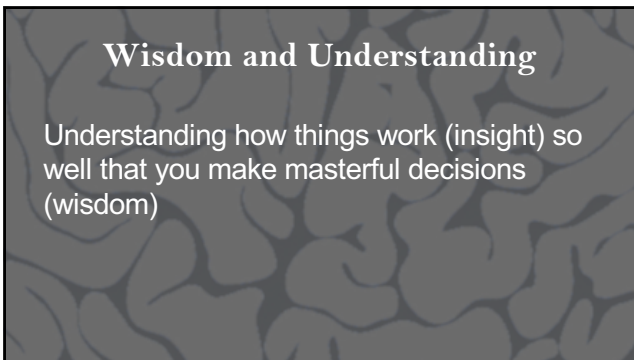 Wisdom and Understanding
Understanding how things work (insight) so
well that you make masterful decisions
(wisdom)